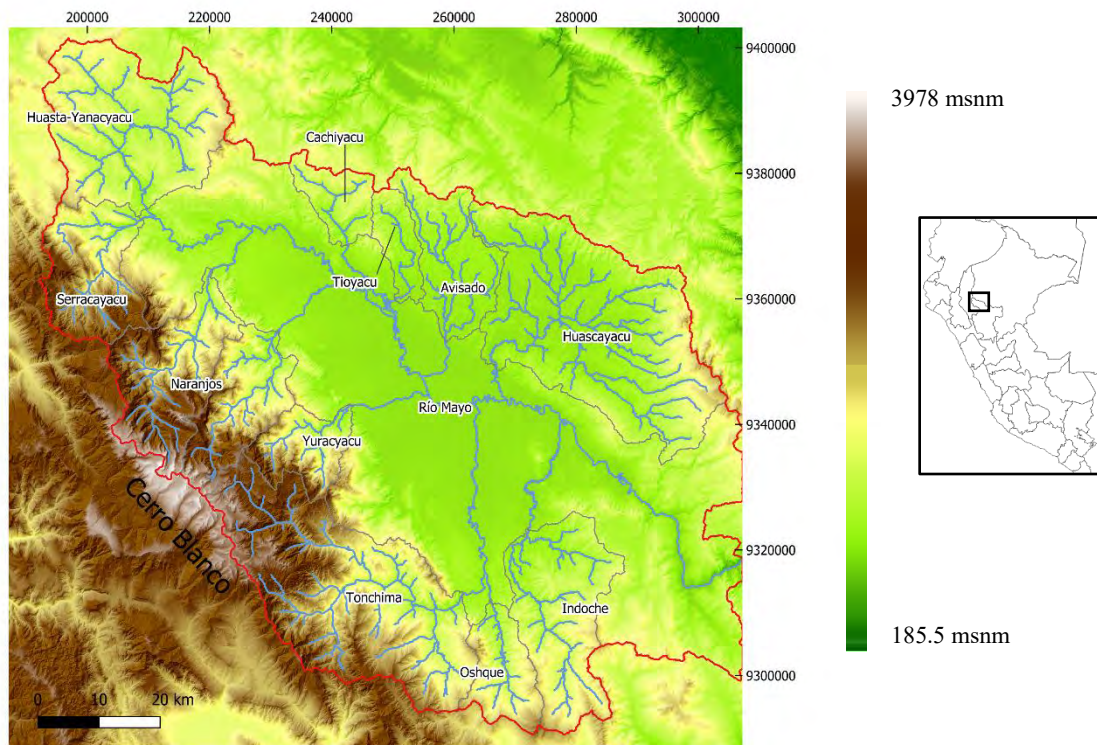 200000
220000
240000
260000
280000
300000
9400000
9380000
9360000
9340000
9320000
9300000
Huasta-Yanacyacu
Cachiyacu
Serracayacu
Tioyacu
Avisado
Huascayacu
Naranjos
Río Mayo
Yuracyacu
Cerro Blanco
Tonchima
Indoche
Oshque
0 10 20 km
3978 msnm
185.5 msnm